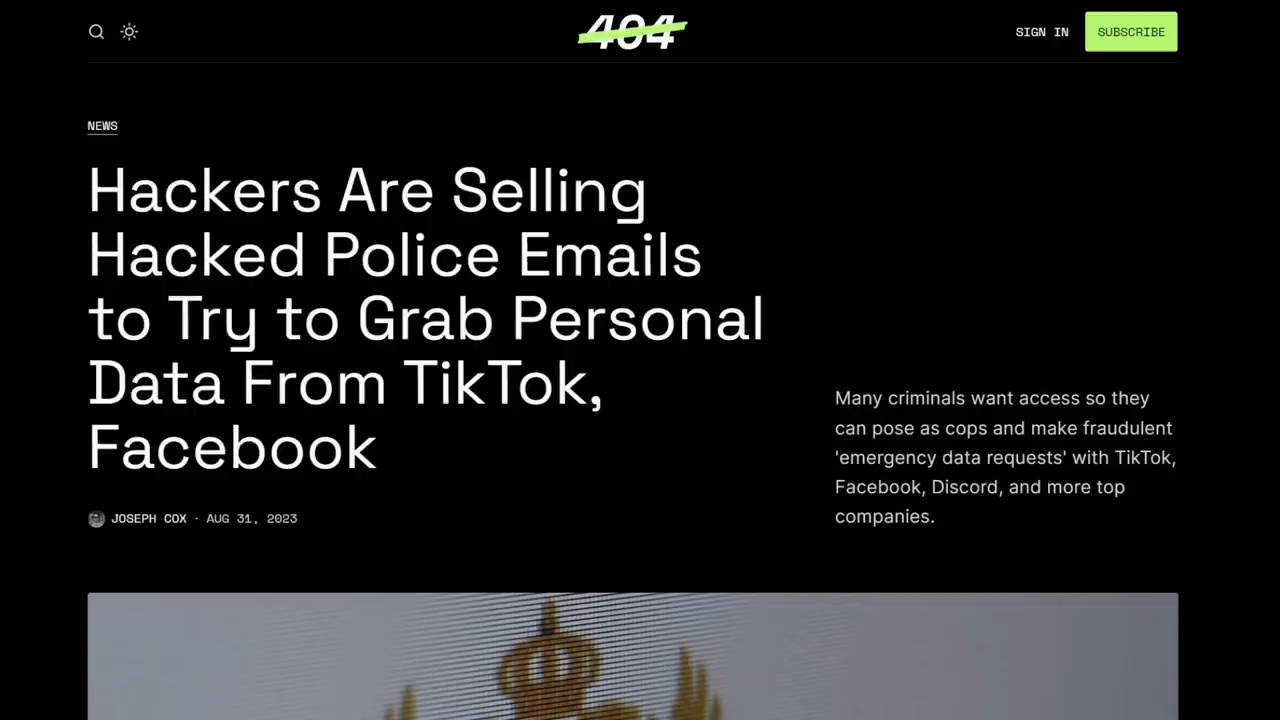 404
SIGN IN
SUBSCRIBE
NEWS
Hackers Are Selling
Hacked Police Emails
to Try to Grab Personal
Data From TikTok,
Facebook
Many criminals want access so they
can pose as cops and make fraudulent
'emergency data requests' with TikTok,
Facebook, Discord, and more top
companies.
JOSEPH COX · AUG 31, 2023